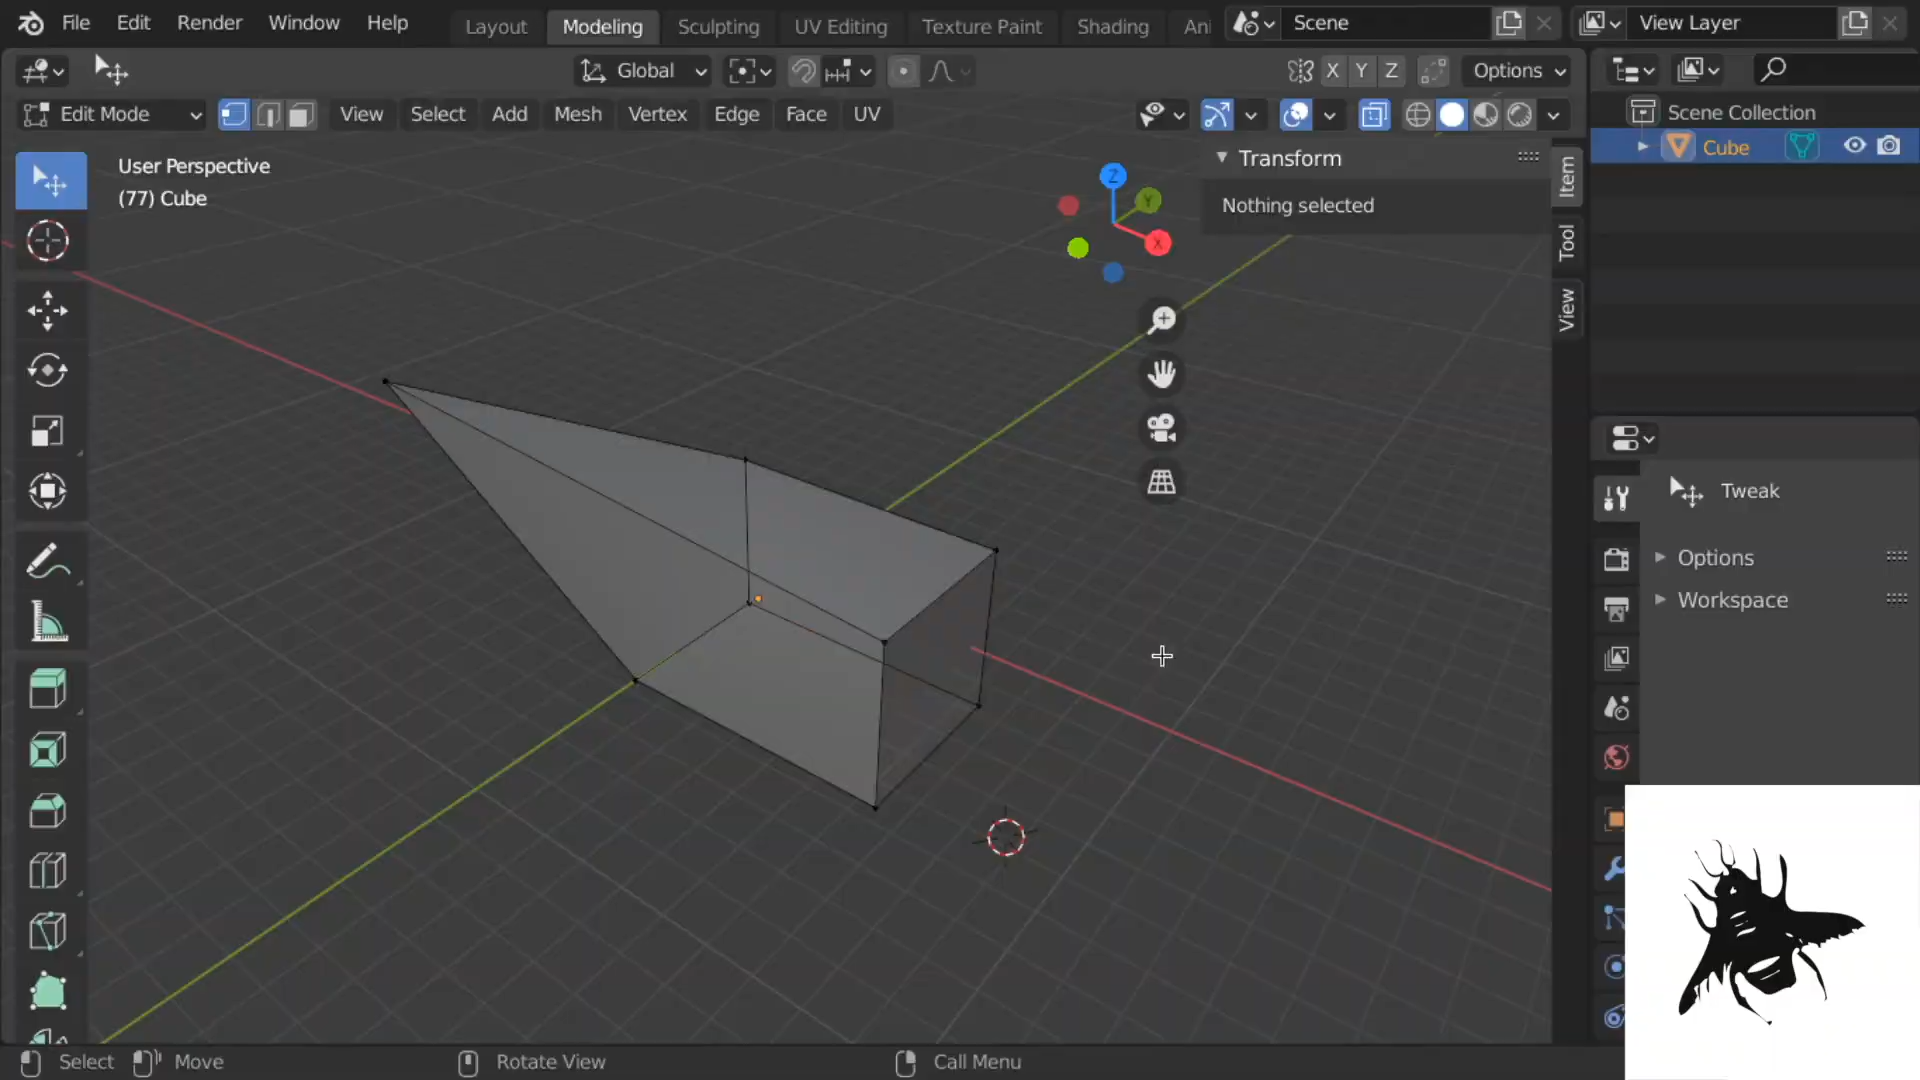 File Edit Render Window Help Layout Modeling Sculpting UV Editing Texture Paint Shading Ani Scene View Layer
Global X Y Z Options
Edit Mode View Select Add Mesh Vertex Edge Face UV Scene Collection
Cube
User Perspective
(77) Cube
Transform
Nothing selected
Item
Tool
View
Z
Y
X
Tweak
Options
Workspace
Select Move Rotate View Call Menu